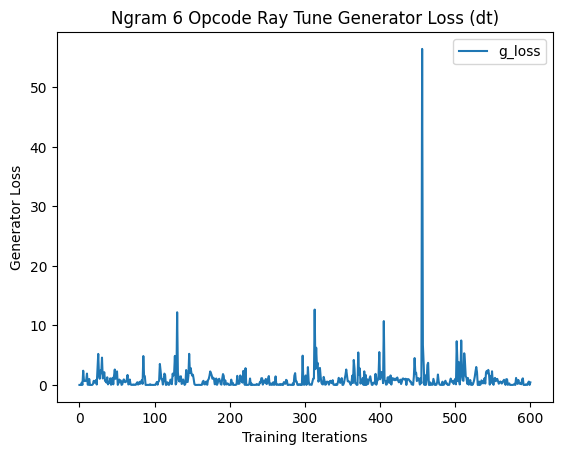 Ngram 6 Opcode Ray Tune Generator Loss (dt)
g_loss
50
40
30
20
10
0
Generator Loss
0 100 200 300 400 500 600
Training Iterations